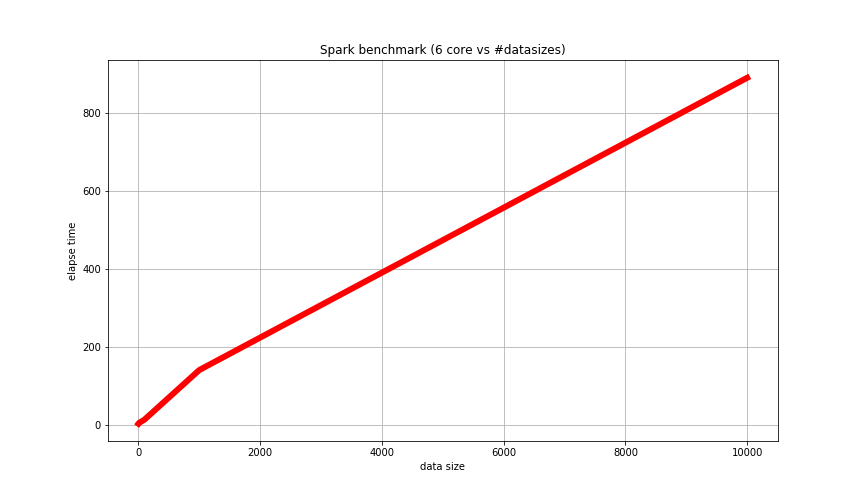 Spark benchmark (6 core vs #datasizes)
800
600
400
200
0
elapse time
0 2000 4000 6000 8000 10000
data size